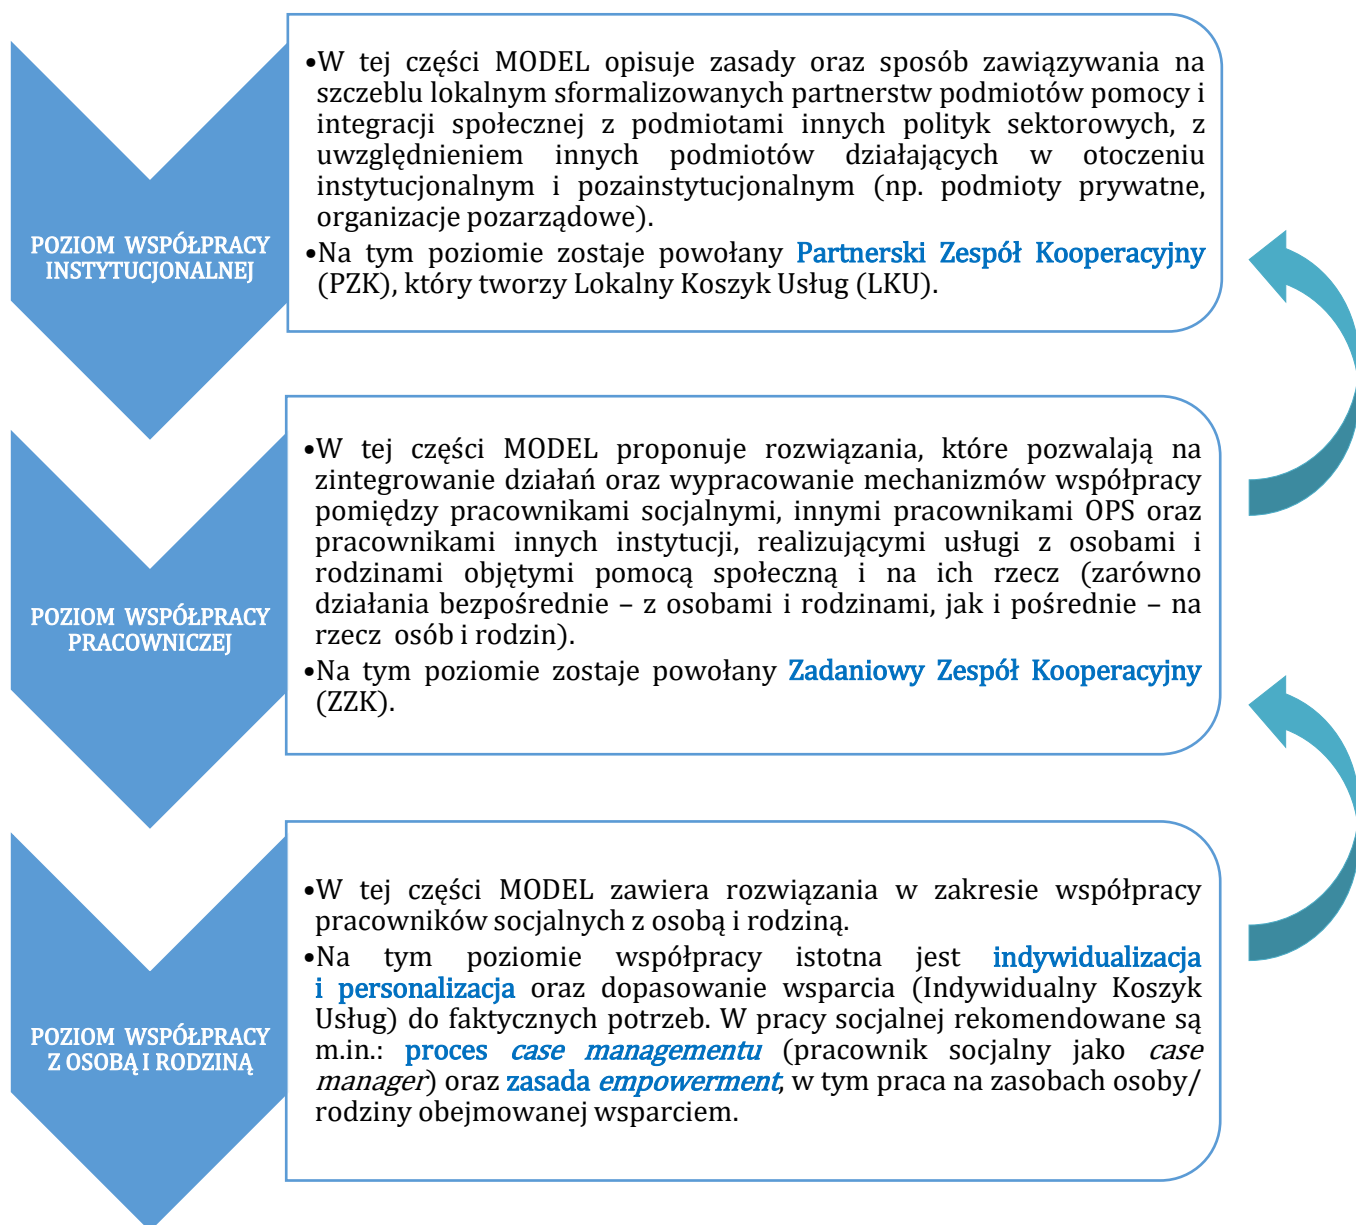 POZIOM WSPÓŁPRACY
INSTYTUCJONALNEJ
•W tej części MODEL opisuje zasady oraz sposób zawiązywania na
szczeblu lokalnym sformalizowanych partnerstw podmiotów pomocy i
integracji społecznej z podmiotami innych polityk sektorowych, z
uwzględnieniem innych podmiotów działających w otoczeniu
instytucjonalnym i pozainstytucjonalnym (np. podmioty prywatne,
organizacje pozarządowe).
•Na tym poziomie zostaje powołany Partnerski Zespół Kooperacyjny
(PZK), który tworzy Lokalny Koszyk Usług (LKU).
POZIOM WSPÓŁPRACY
PRACOWNICZEJ
•W tej części MODEL proponuje rozwiązania, które pozwalają na
zintegrowanie działań oraz wypracowanie mechanizmów współpracy
pomiędzy pracownikami socjalnymi, innymi pracownikami OPS oraz
pracownikami innych instytucji, realizującymi usługi z osobami i
rodzinami objętymi pomocą społeczną i na ich rzecz (zarówno
działania bezpośrednie – z osobami i rodzinami, jak i pośrednie – na
rzecz osób i rodzin).
•Na tym poziomie zostaje powołany Zadaniowy Zespół Kooperacyjny
(ZZK).
POZIOM WSPÓŁPRACY
Z OSOBĄ I RODZINĄ
•W tej części MODEL zawiera rozwiązania w zakresie współpracy
pracowników socjalnych z osobą i rodziną.
•Na tym poziomie współpracy istotna jest indywidualizacja
i personalizacja oraz dopasowanie wsparcia (Indywidualny Koszyk
Usług) do faktycznych potrzeb. W pracy socjalnej rekomendowane są
m.in.: proces case managementu (pracownik socjalny jako case
manager) oraz zasada empowerment, w tym praca na zasobach osoby/
rodziny obejmowanej wsparciem.